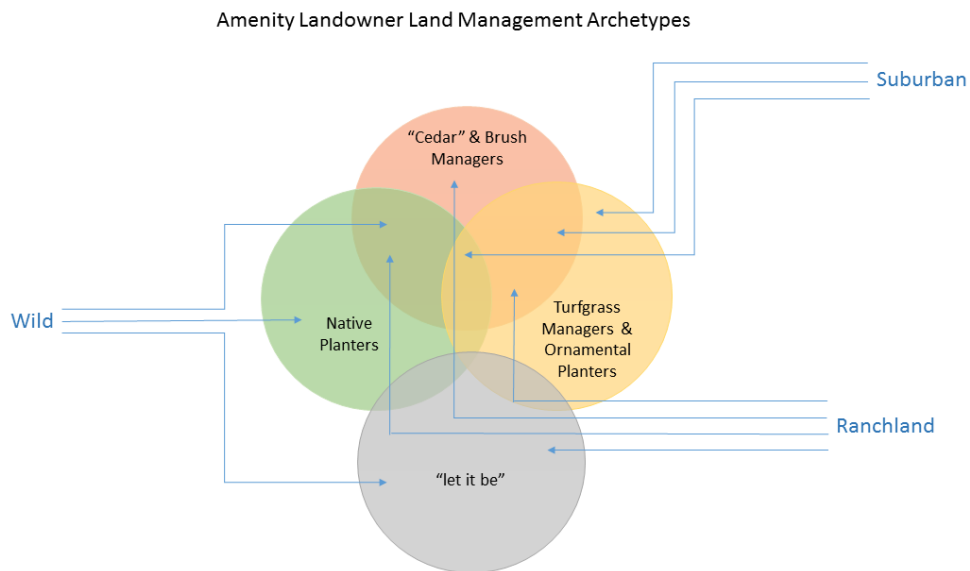 Amenity Landowner Land Management Archetypes
Suburban
“Cedar” & Brush
Managers
Wild
Native
Planters
Turfgrass
Managers &
Ornamental
Planters
Ranchland
“let it be”